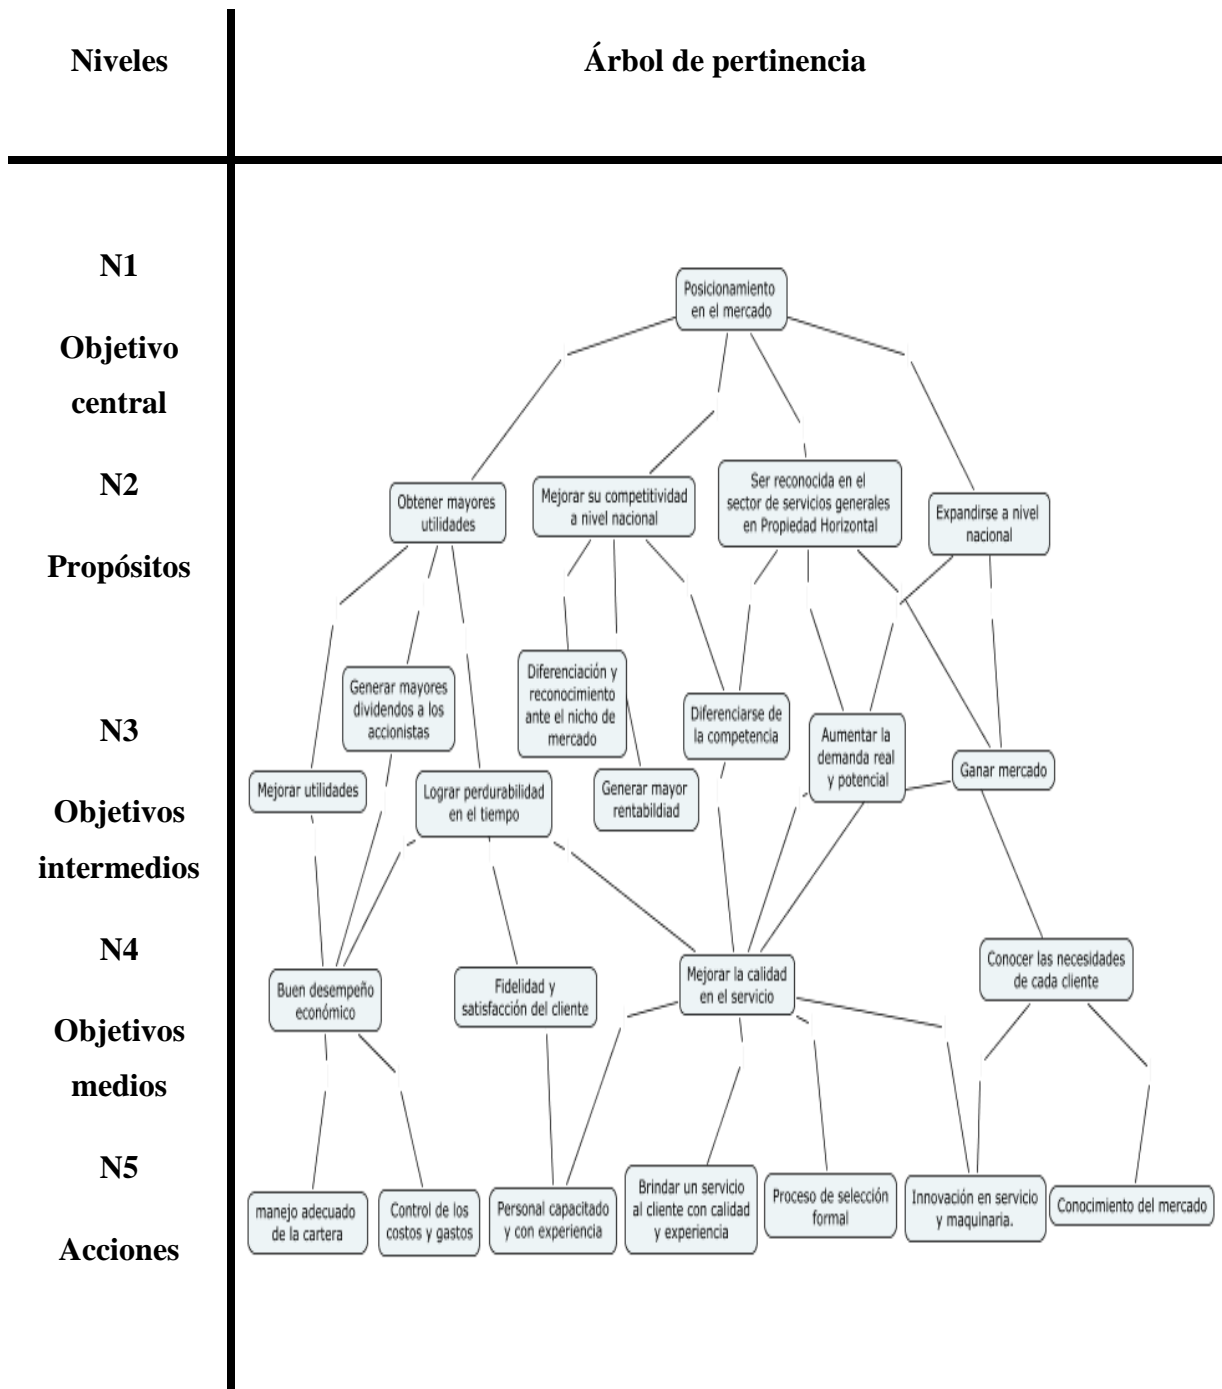 Niveles
Árbol de pertinencia
N1
Objetivo
central
Posicionamiento
en el mercado
N2
Propósitos
Obtener mayores
utilidades
Mejorar su competitividad
a nivel nacional
Ser reconocida en el
sector de servicios generales
en Propiedad Horizontal
Expandirse a nivel
nacional
N3
Objetivos
intermedios
Mejorar utilidades
Generar mayores
dividendos a los
accionistas
Lograr perdurabilidad
en el tiempo
Diferenciación y
reconocimiento
ante el nicho de
mercado
Generar mayor
rentabildiad
Diferenciarse de
la competencia
Aumentar la
demanda real
y potencial
Ganar mercado
N4
Objetivos
medios
Buen desempeño
económico
Fidelidad y
satisfacción del cliente
Mejorar la calidad
en el servicio
Conocer las necesidades
de cada cliente
N5
Acciones
manejo adecuado
de la cartera
Control de los
costos y gastos
Personal capacitado
y con experiencia
Brindar un servicio
al cliente con calidad
y experiencia
Proceso de selección
formal
Innovación en servicio
y maquinaria.
Conocimiento del mercado